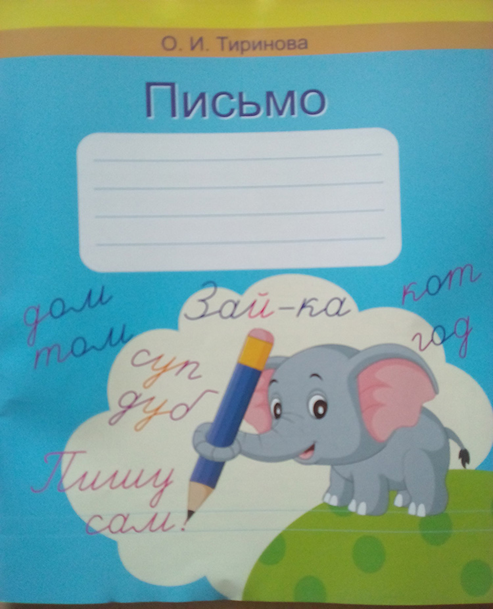 О. И. Тиринова
Письмо
дом
том
Зай-ка
кот
год
суп
дуб
Пишу
сам!